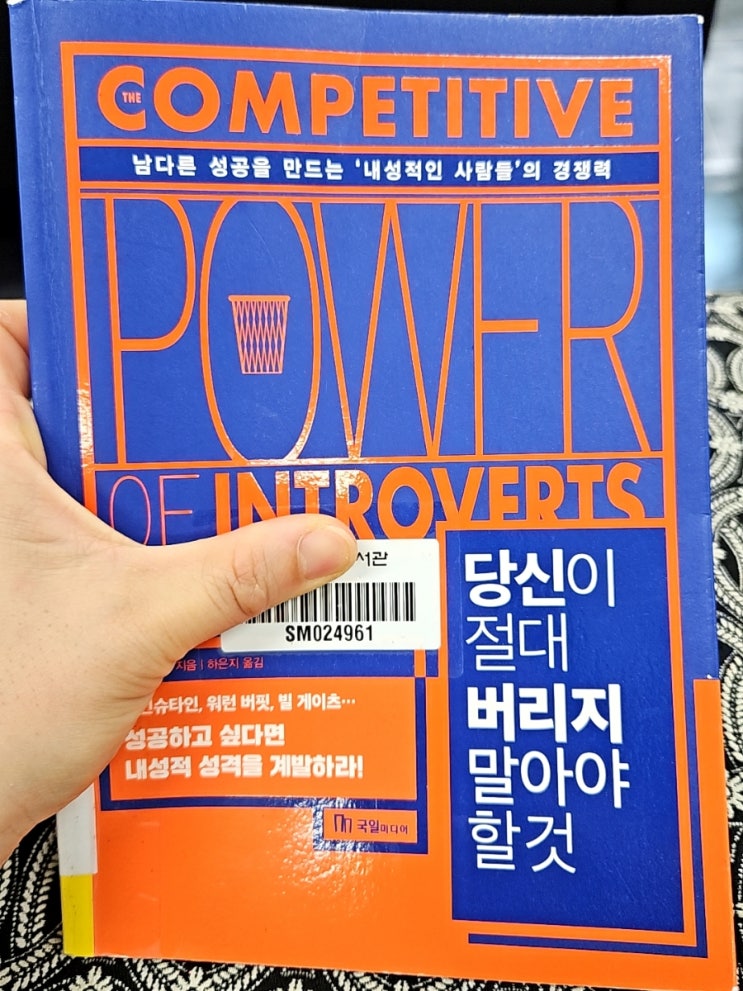 THE COMPETITIVE
남다른 성공을 만드는 '내성적인 사람들'의 경쟁력
POWER
OF INTROVERTS
서관
SM024961
당신이
절대
버리지
말아야
할것
지음 | 하은지 옮김
슈타인, 워런 버핏, 빌 게이츠…
성공하고 싶다면
내성적 성격을 계발하라!
국일미디어